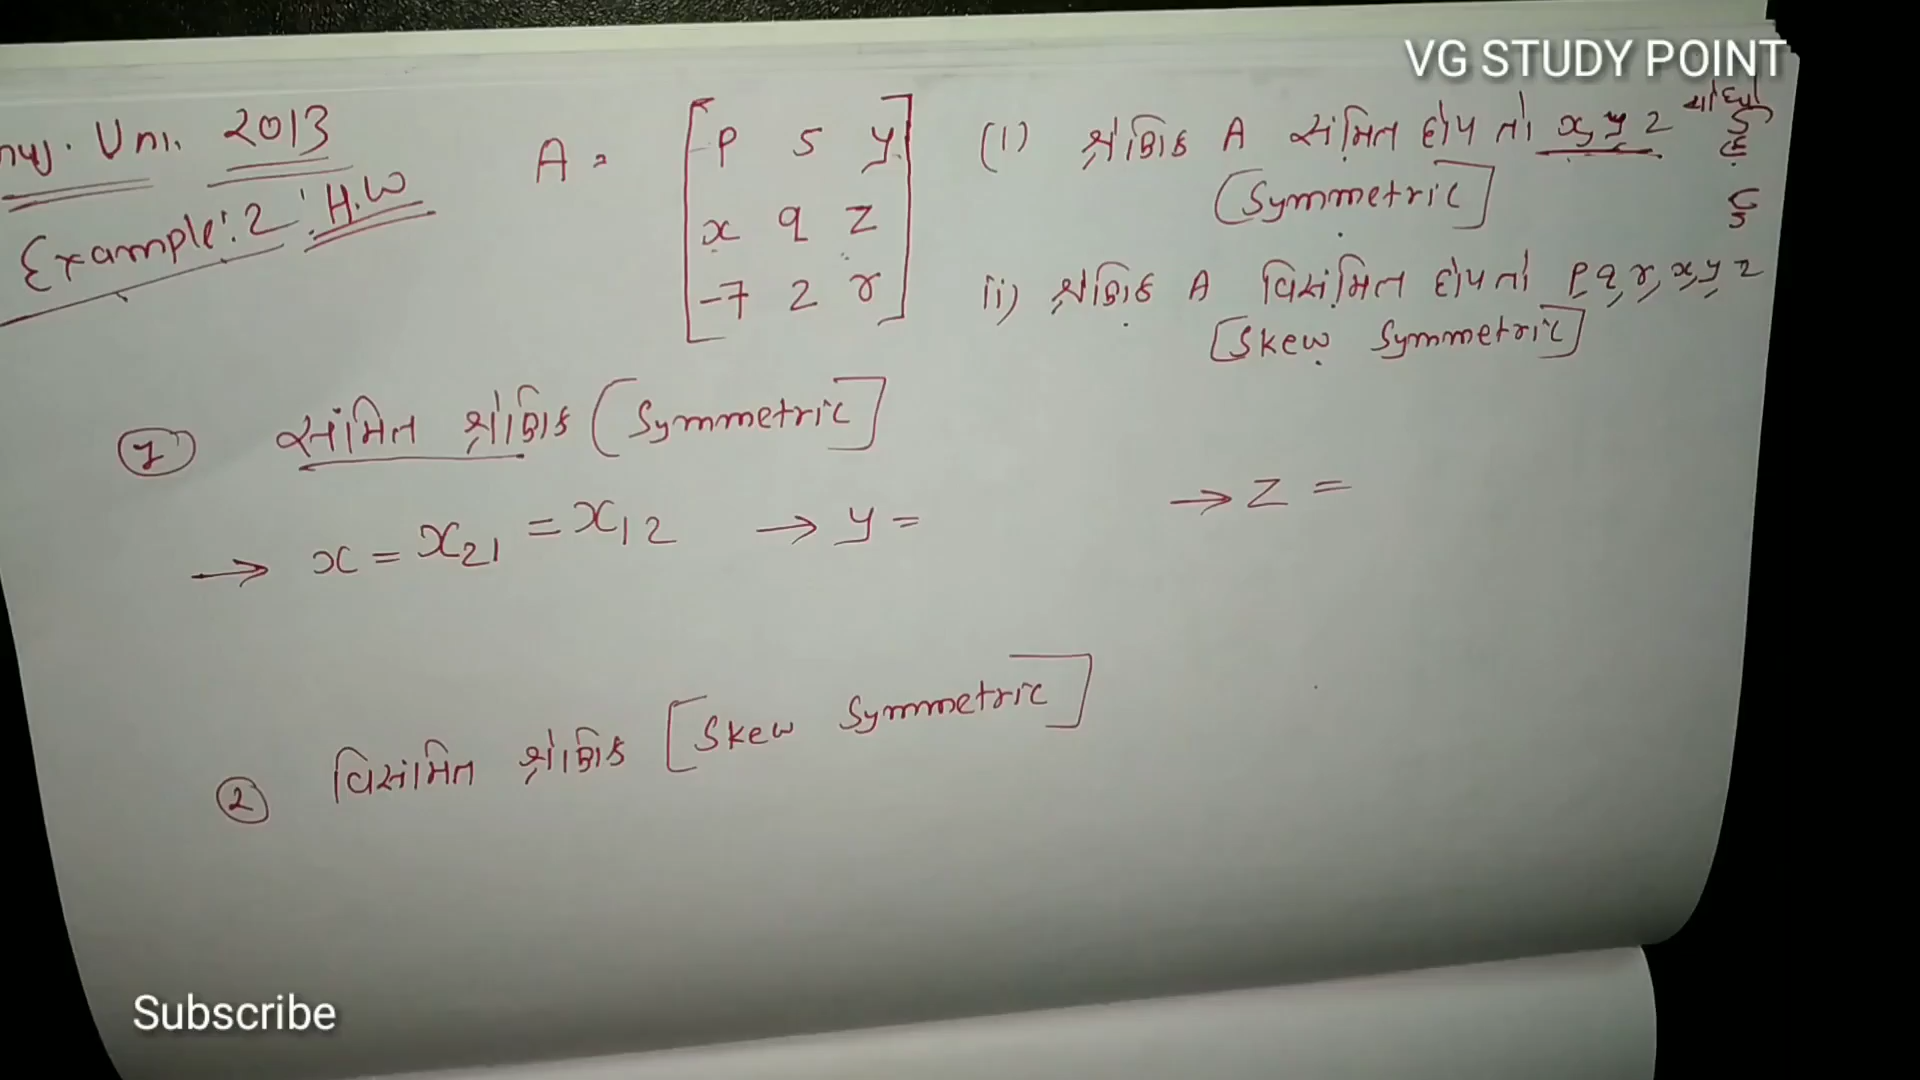 VG STUDY POINT
Uni. 2013
Example:2 H.W
A = [p 5 y
x q z
-7 2 r]
(i) શ્રેણિક A સંમિત હોય તો x, y z શોધો
[Symmetric]
ii) શ્રેણિક A વિસંમિત હોય તો p, q, r, x, y z
[Skew Symmetric]
1 સંમિત શ્રેણિક (Symmetric]
→ x = x21 = x12 → y = → z =
2 વિસંમિત શ્રેણિક [Skew Symmetric]
Subscribe